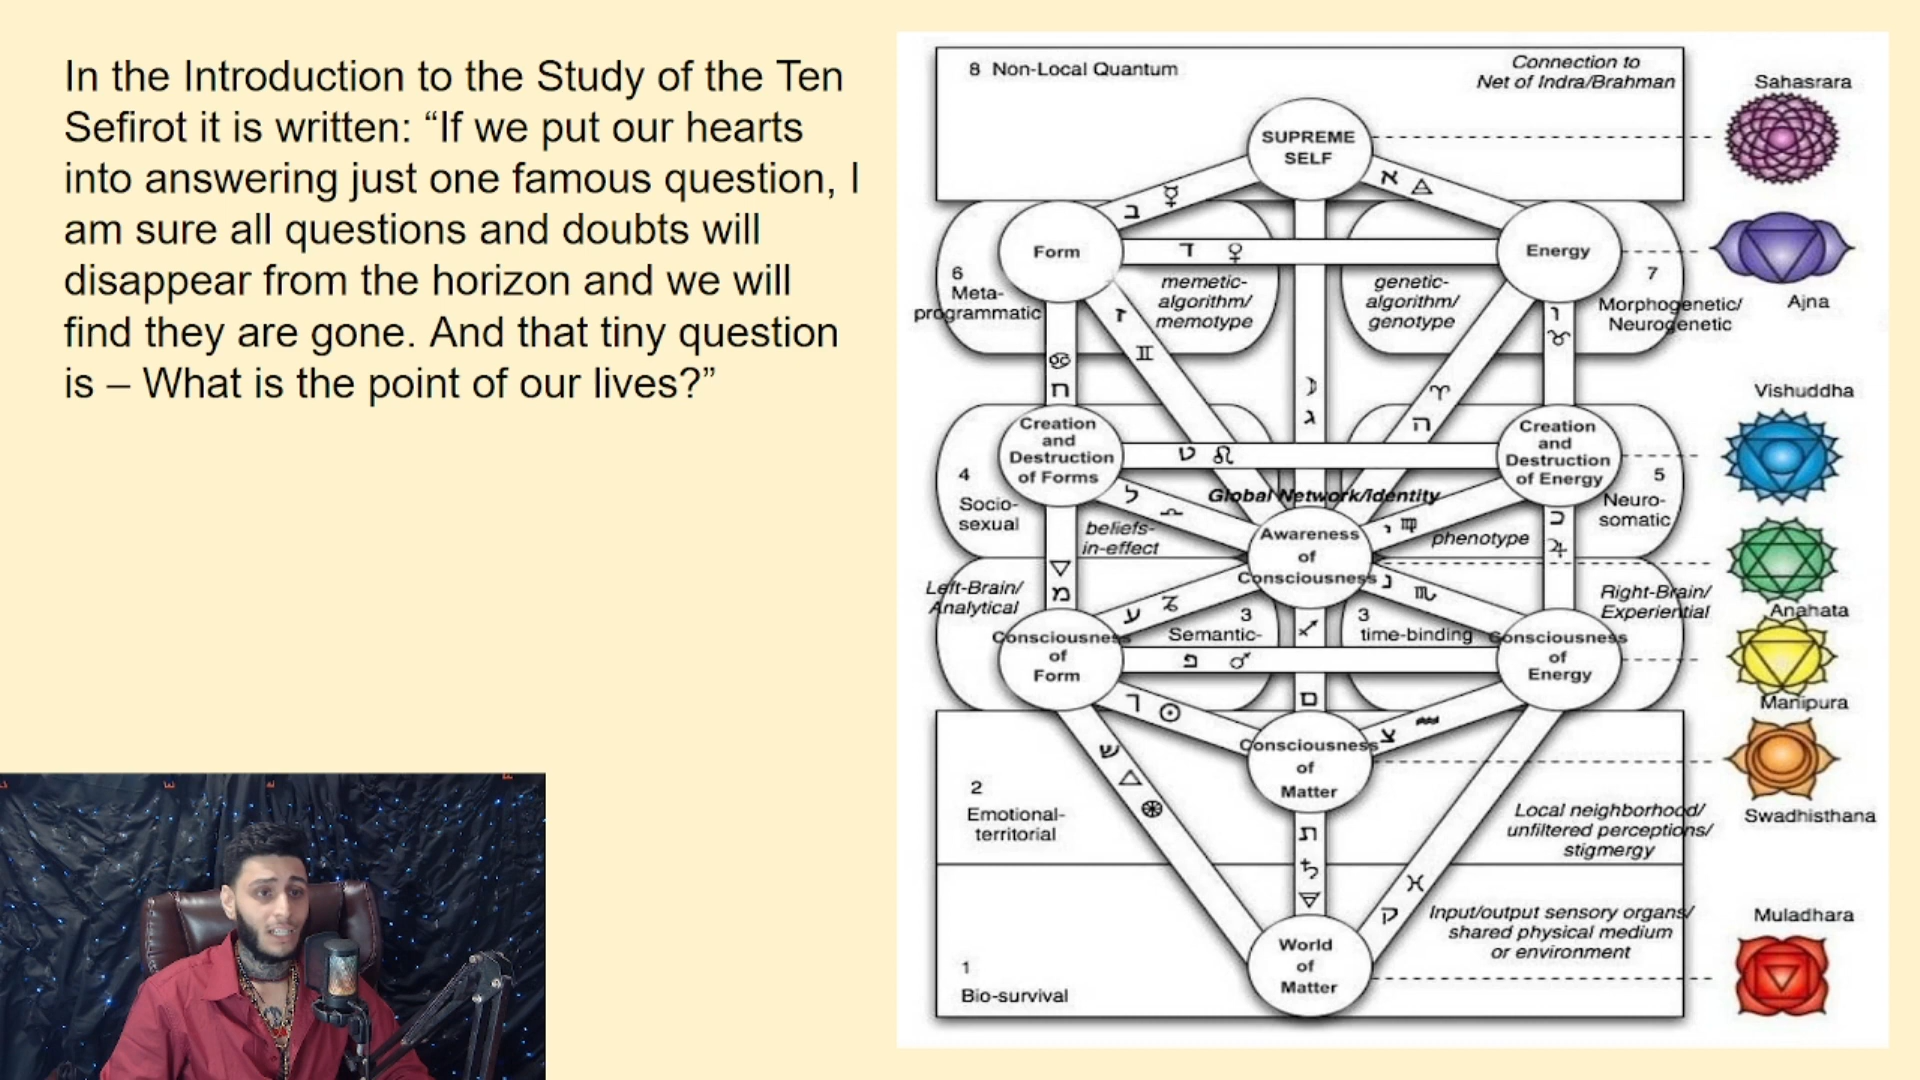 In the Introduction to the Study of the Ten
Sefirot it is written: “If we put our hearts
into answering just one famous question, I
am sure all questions and doubts will
disappear from the horizon and we will
find they are gone. And that tiny question
is – What is the point of our lives?”
8 Non-Local Quantum
Connection to
Net of Indra/Brahman
Sahasrara
SUPREME
SELF
א 🜁
ב ☿
Form
Energy
ד ♀
6
Meta-
programmatic
memetic-
algorithm/
memotype
genetic-
algorithm/
genotype
7
Morphogenetic/
Neurogenetic
Ajna
ז
♊
ו
♉
♋
ח
☽
ג
♈
ה
Vishuddha
Creation
and
Destruction
of Forms
Creation
and
Destruction
of Energy
ט ♌
4
Socio-
sexual
5
Neuro-
somatic
Global Network/Identity
ל ♎
beliefs-
in-effect
Awareness
of
Consciousness
י ♍
phenotype
כ
♃
Left-Brain/
Analytical
▽
מ
Right-Brain/
Experiential
Anahata
ע ♑
נ ♏
3
Semantic-
♐
3
time-binding
Consciousness
of
Form
Consciousness
of
Energy
פ ♂
ס
Manipura
ר ☉
צ ♒
Consciousness
of
Matter
ש
△
2
Emotional-
territorial
Local neighborhood/
unfiltered perceptions/
stigmergy
Swadhisthana
ת
♄
🜃
♓
ק
Input/output sensory organs/
shared physical medium
or environment
Muladhara
World
of
Matter
1
Bio-survival